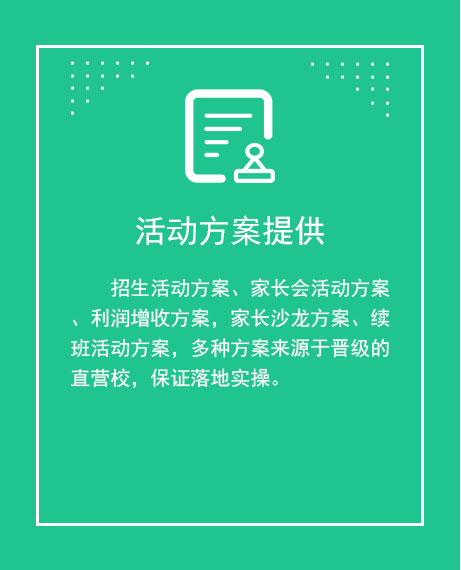 活动方案提供
招生活动方案、家长会活动方案
、利润增收方案，家长沙龙方案、续
班活动方案，多种方案来源于晋级的
直营校，保证落地实操。